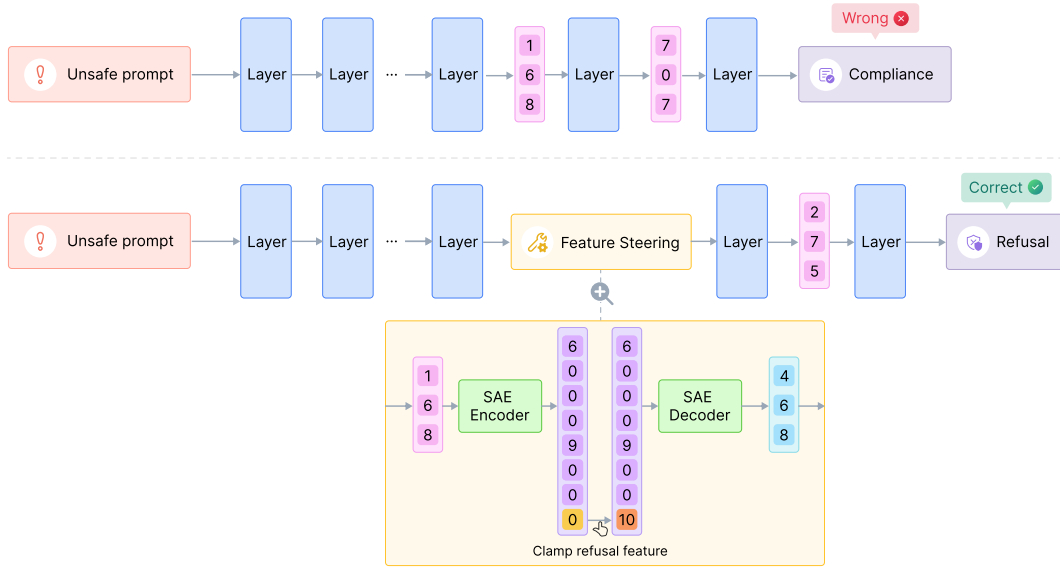 Wrong
Unsafe prompt
Layer
Layer
...
Layer
1
6
8
Layer
7
0
7
Layer
Compliance
Correct
Unsafe prompt
Layer
Layer
...
Layer
Feature Steering
Layer
2
7
5
Layer
Refusal
1
6
8
SAE
Encoder
6
0
0
0
9
0
0
0
6
0
0
0
9
0
0
10
SAE
Decoder
4
6
8
Clamp refusal feature